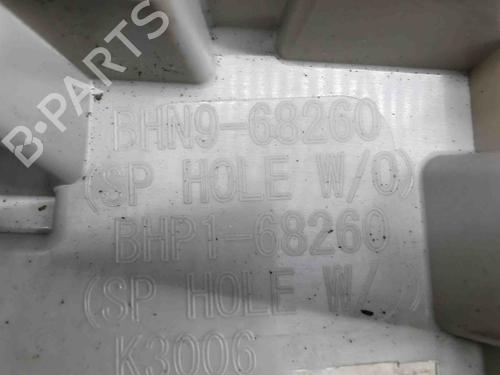 B-PARTS
BHN9-68260
(SP HOLE W/O)
BHP1-68260
(SP HOLE W/ )
K3006